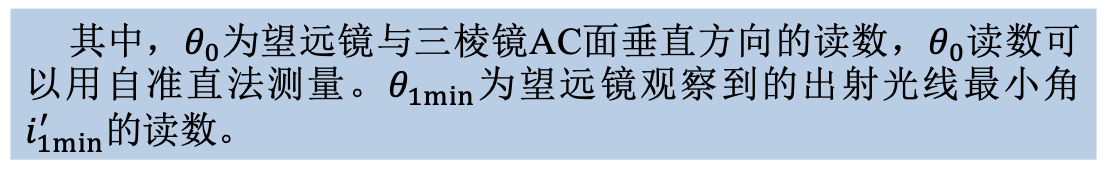 其中，θ₀为望远镜与三棱镜AC面垂直方向的读数，θ₀读数可
以用自准直法测量。θ₁ₘᵢₙ为望远镜观察到的出射光线最小角
i′₁ₘᵢₙ的读数。